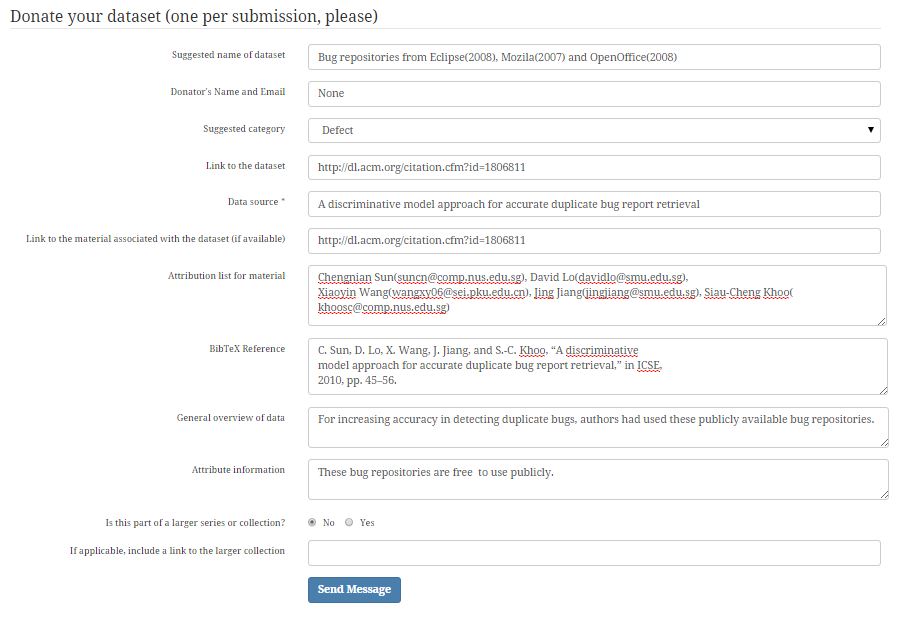 Donate your dataset (one per submission, please)
Suggested name of dataset
Bug repositories from Eclipse(2008), Mozila(2007) and OpenOffice(2008)
Donator's Name and Email
None
Suggested category
Defect
Link to the dataset
http://dl.acm.org/citation.cfm?id=1806811
Data source *
A discriminative model approach for accurate duplicate bug report retrieval
Link to the material associated with the dataset (if available)
http://dl.acm.org/citation.cfm?id=1806811
Attribution list for material
Chengnian Sun(suncn@comp.nus.edu.sg), David Lo(davidlo@smu.edu.sg),
Xiaoyin Wang(wangxy06@sei.pku.edu.cn), Jing Jiang(jingjiang@smu.edu.sg), Siau-Cheng Khoo(
khoosc@comp.nus.edu.sg)
BibTeX Reference
C. Sun, D. Lo, X. Wang, J. Jiang, and S.-C. Khoo, “A discriminative
model approach for accurate duplicate bug report retrieval,” in ICSE,
2010, pp. 45–56.
General overview of data
For increasing accuracy in detecting duplicate bugs, authors had used these publicly available bug repositories.
Attribute information
These bug repositories are free to use publicly.
Is this part of a larger series or collection?
No Yes
If applicable, include a link to the larger collection
Send Message